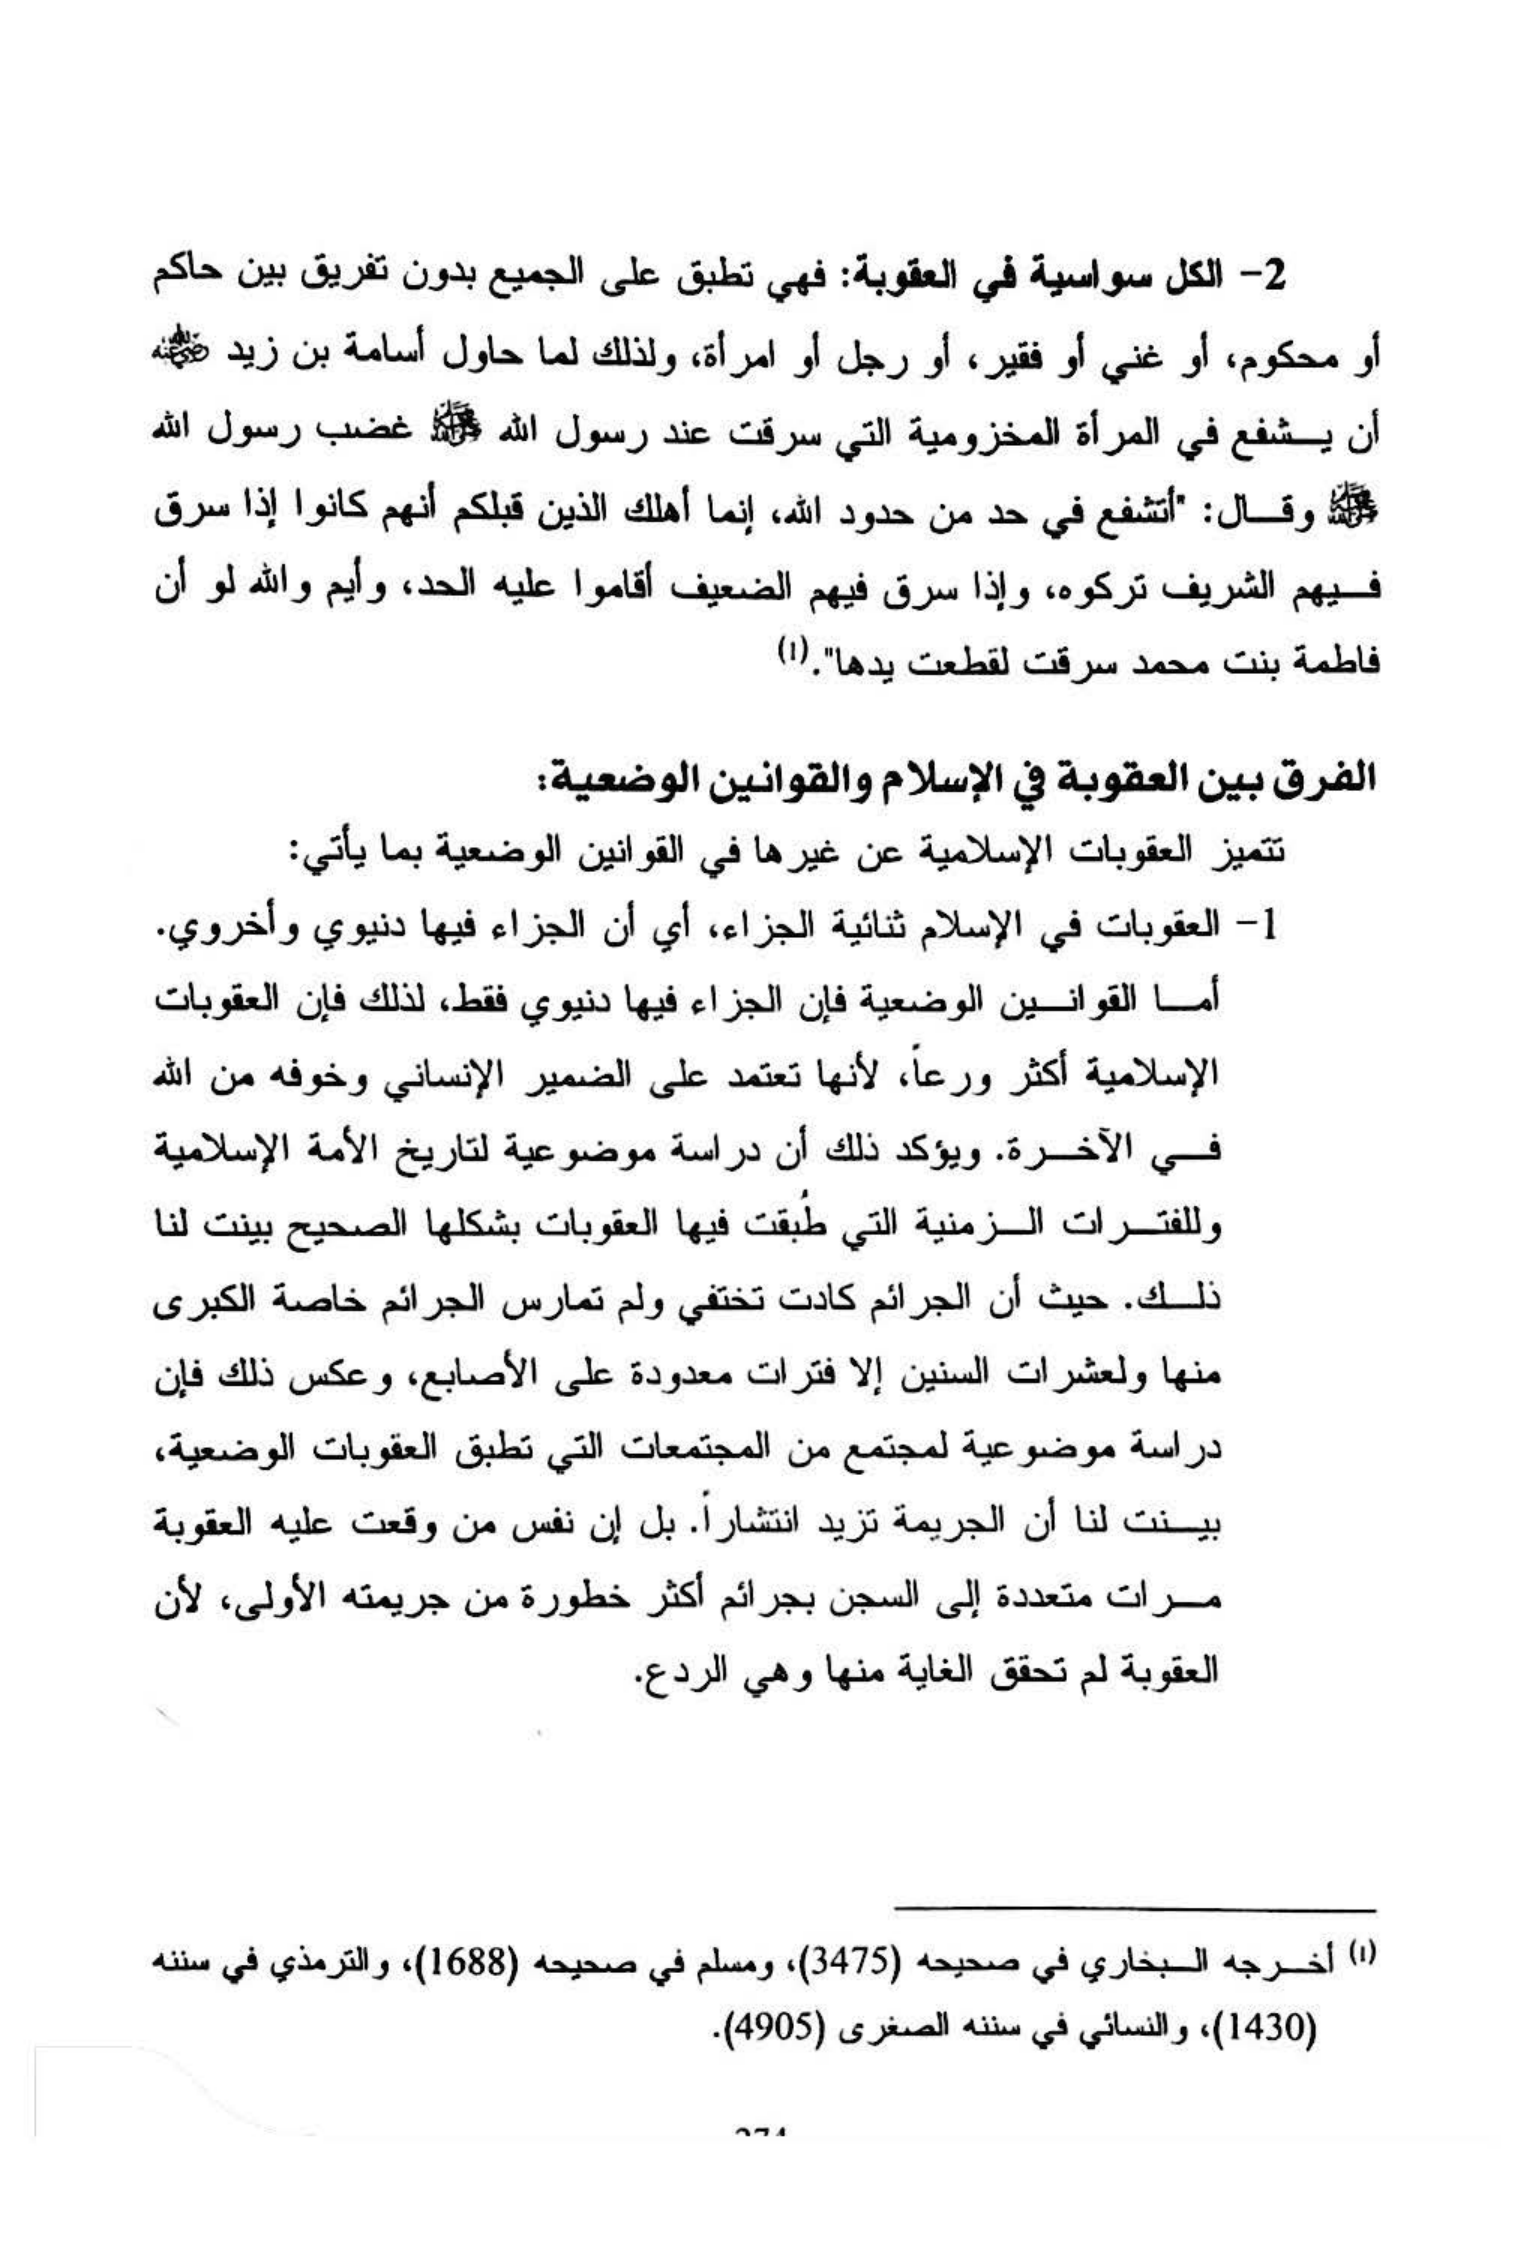 2- الكل سواسية في العقوبة: فهي تطبق على الجميع بدون تفريق بين حاكم
أو محكوم، أو غني أو فقير، أو رجل أو امرأة، ولذلك لما حاول أسامة بن زيد رضي الله عنه
أن يشفع في المرأة المخزومية التي سرقت عند رسول الله ﷺ غضب رسول الله
ﷺ وقال: "أتشفع في حد من حدود الله، إنما أهلك الذين قبلكم أنهم كانوا إذا سرق
فيهم الشريف تركوه، وإذا سرق فيهم الضعيف أقاموا عليه الحد، وأيم والله لو أن
فاطمة بنت محمد سرقت لقطعت يدها".(1)
الفرق بين العقوبة في الإسلام والقوانين الوضعية:
تتميز العقوبات الإسلامية عن غيرها في القوانين الوضعية بما يأتي:
1- العقوبات في الإسلام ثنائية الجزاء، أي أن الجزاء فيها دنيوي وأخروي.
أما القوانين الوضعية فإن الجزاء فيها دنيوي فقط، لذلك فإن العقوبات
الإسلامية أكثر ورعاً، لأنها تعتمد على الضمير الإنساني وخوفه من الله
في الآخرة. ويؤكد ذلك أن دراسة موضوعية لتاريخ الأمة الإسلامية
وللفترات الزمنية التي طُبقت فيها العقوبات بشكلها الصحيح بينت لنا
ذلك. حيث أن الجرائم كادت تختفي ولم تمارس الجرائم خاصة الكبرى
منها ولعشرات السنين إلا فترات معدودة على الأصابع، وعكس ذلك فإن
دراسة موضوعية لمجتمع من المجتمعات التي تطبق العقوبات الوضعية،
بينت لنا أن الجريمة تزيد انتشاراً. بل إن نفس من وقعت عليه العقوبة
مرات متعددة إلى السجن بجرائم أكثر خطورة من جريمته الأولى، لأن
العقوبة لم تحقق الغاية منها وهي الردع.
(1) أخرجه البخاري في صحيحه (3475)، ومسلم في صحيحه (1688)، والترمذي في سننه
(1430)، والنسائي في سننه الصغرى (4905).